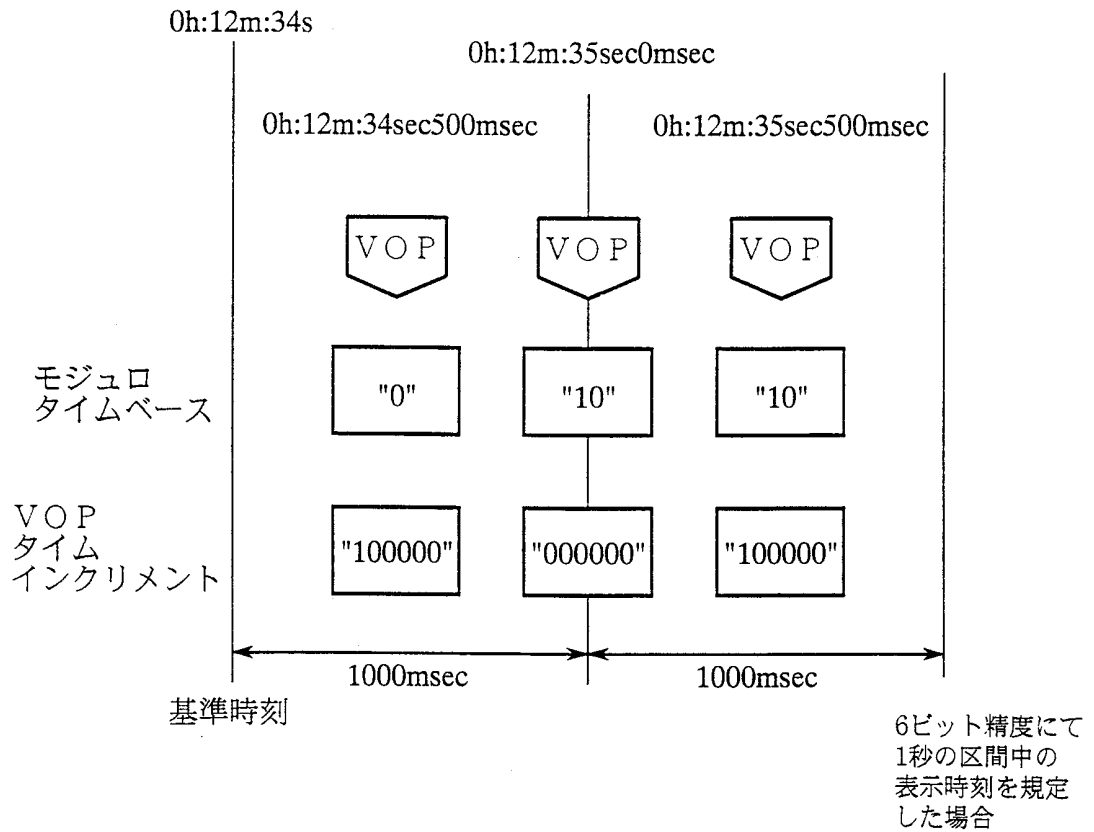 0h:12m:34s
0h:12m:35sec0msec
0h:12m:34sec500msec
0h:12m:35sec500msec
ＶＯＰ
ＶＯＰ
ＶＯＰ
モジュロ
タイムベース
"0"
"10"
"10"
ＶＯＰ
タイム
インクリメント
"100000"
"000000"
"100000"
1000msec
1000msec
基準時刻
6ビット精度にて
1秒の区間中の
表示時刻を規定
した場合